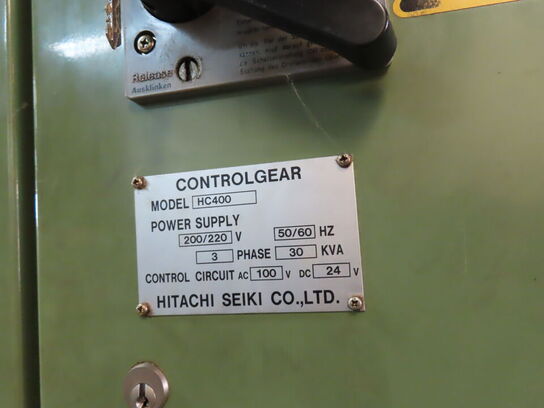 Release
Ausklinken
CONTROLGEAR
MODEL HC400
POWER SUPPLY
200/220 V 50/60 HZ
3 PHASE 30 KVA
CONTROL CIRCUIT AC 100 V DC 24 V
HITACHI SEIKI CO.,LTD.